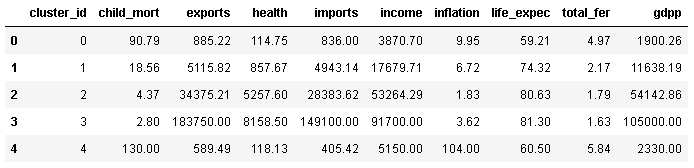 cluster_id child_mort exports health imports income inflation life_expec total_fer gdpp
0 0 90.79 885.22 114.75 836.00 3870.70 9.95 59.21 4.97 1900.26
1 1 18.56 5115.82 857.67 4943.14 17679.71 6.72 74.32 2.17 11638.19
2 2 4.37 34375.21 5257.60 28383.62 53264.29 1.83 80.63 1.79 54142.86
3 3 2.80 183750.00 8158.50 149100.00 91700.00 3.62 81.30 1.63 105000.00
4 4 130.00 589.49 118.13 405.42 5150.00 104.00 60.50 5.84 2330.00